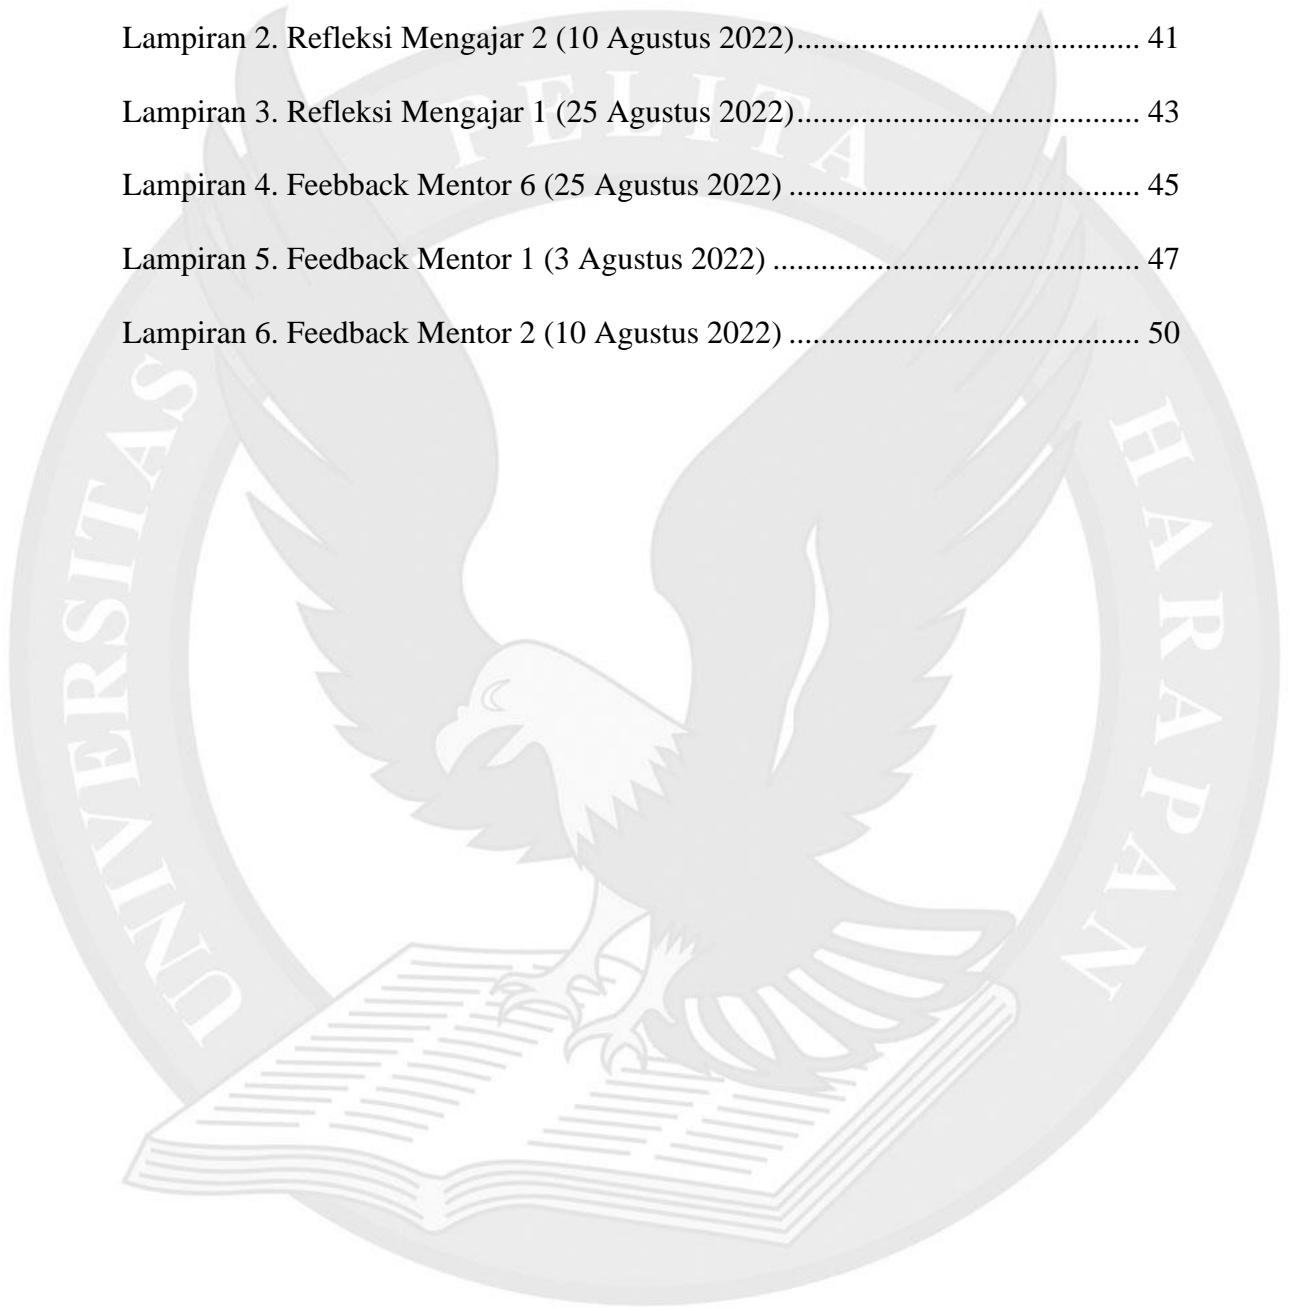 Lampiran 2. Refleksi Mengajar 2 (10 Agustus 2022)....................................... 41
Lampiran 3. Refleksi Mengajar 1 (25 Agustus 2022)....................................... 43
Lampiran 4. Feebback Mentor 6 (25 Agustus 2022) ........................................ 45
Lampiran 5. Feedback Mentor 1 (3 Agustus 2022) .......................................... 47
Lampiran 6. Feedback Mentor 2 (10 Agustus 2022) ........................................ 50
UNIVERSITAS PELITA HARAPAN